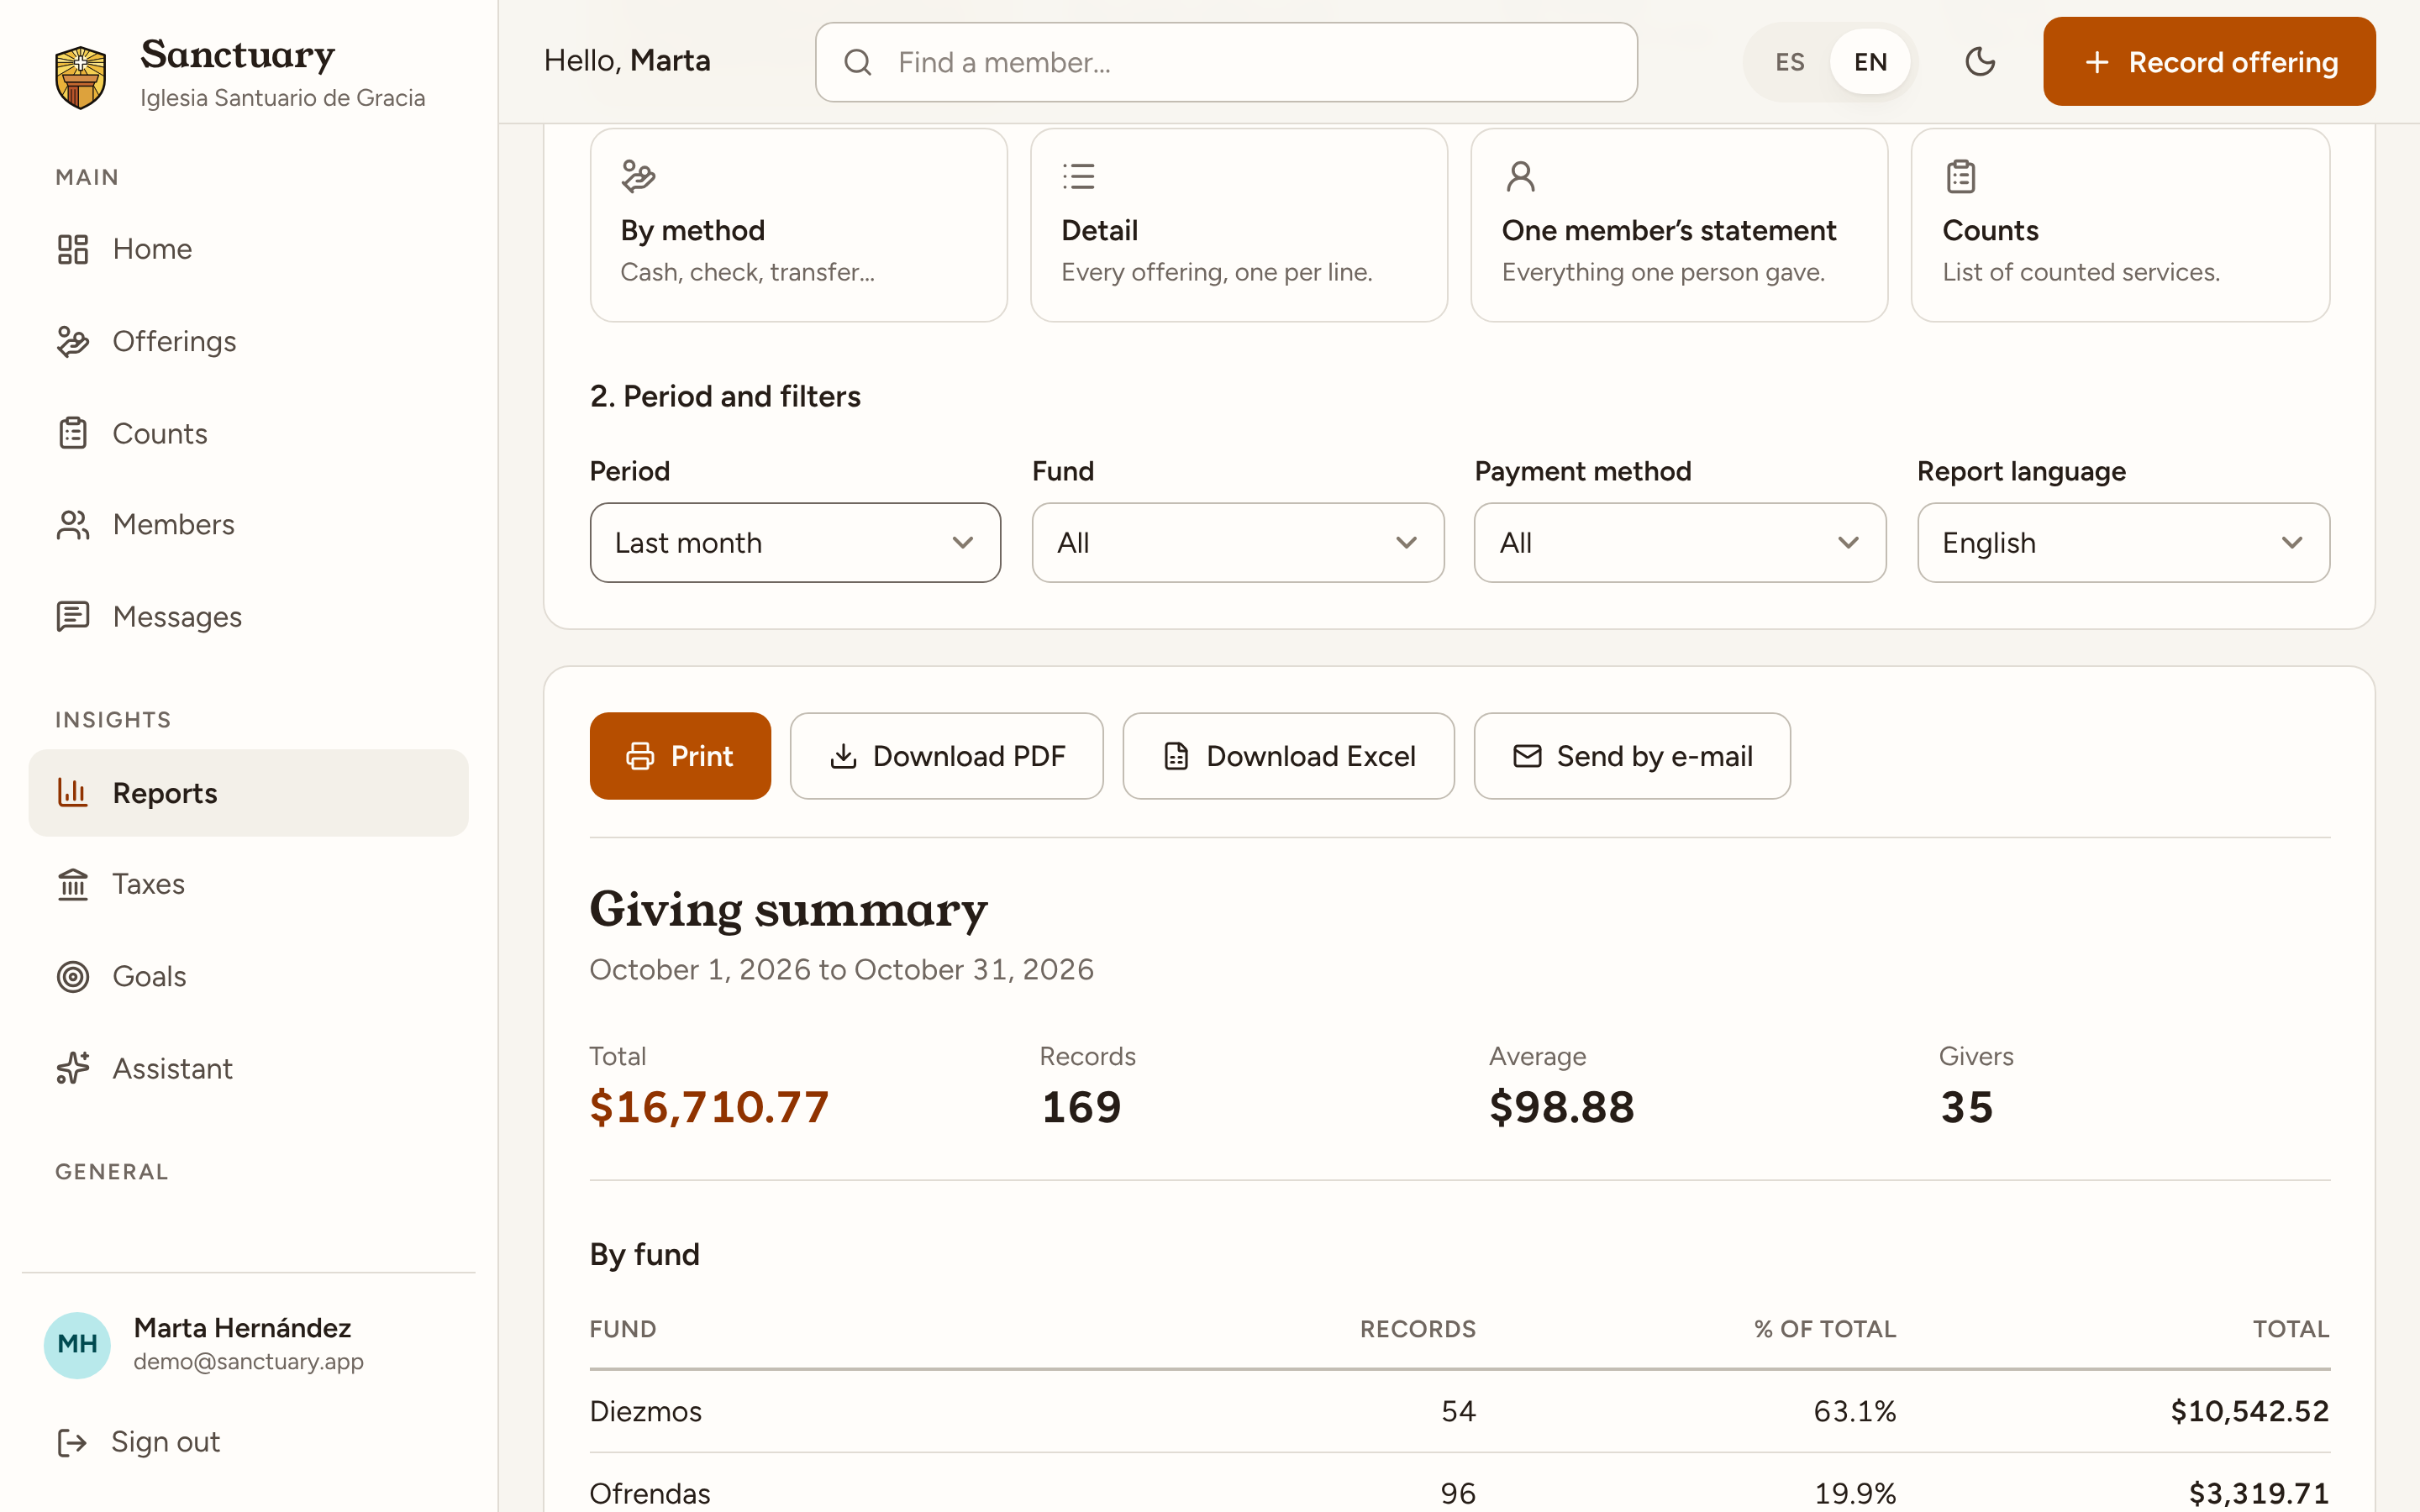 Sanctuary
Iglesia Santuario de Gracia
MAIN
Home
Offerings
Counts
Members
Messages
INSIGHTS
Reports
Taxes
Goals
Assistant
GENERAL
MH
Marta Hernández
demo@sanctuary.app
Sign out
Hello, Marta
Find a member...
ES
EN
+ Record offering
By method
Cash, check, transfer...
Detail
Every offering, one per line.
One member’s statement
Everything one person gave.
Counts
List of counted services.
2. Period and filters
Period
Last month
Fund
All
Payment method
All
Report language
English
Print
Download PDF
Download Excel
Send by e-mail
Giving summary
October 1, 2026 to October 31, 2026
Total
$16,710.77
Records
169
Average
$98.88
Givers
35
By fund
FUND RECORDS % OF TOTAL TOTAL
Diezmos 54 63.1% $10,542.52
Ofrendas 96 19.9% $3,319.71